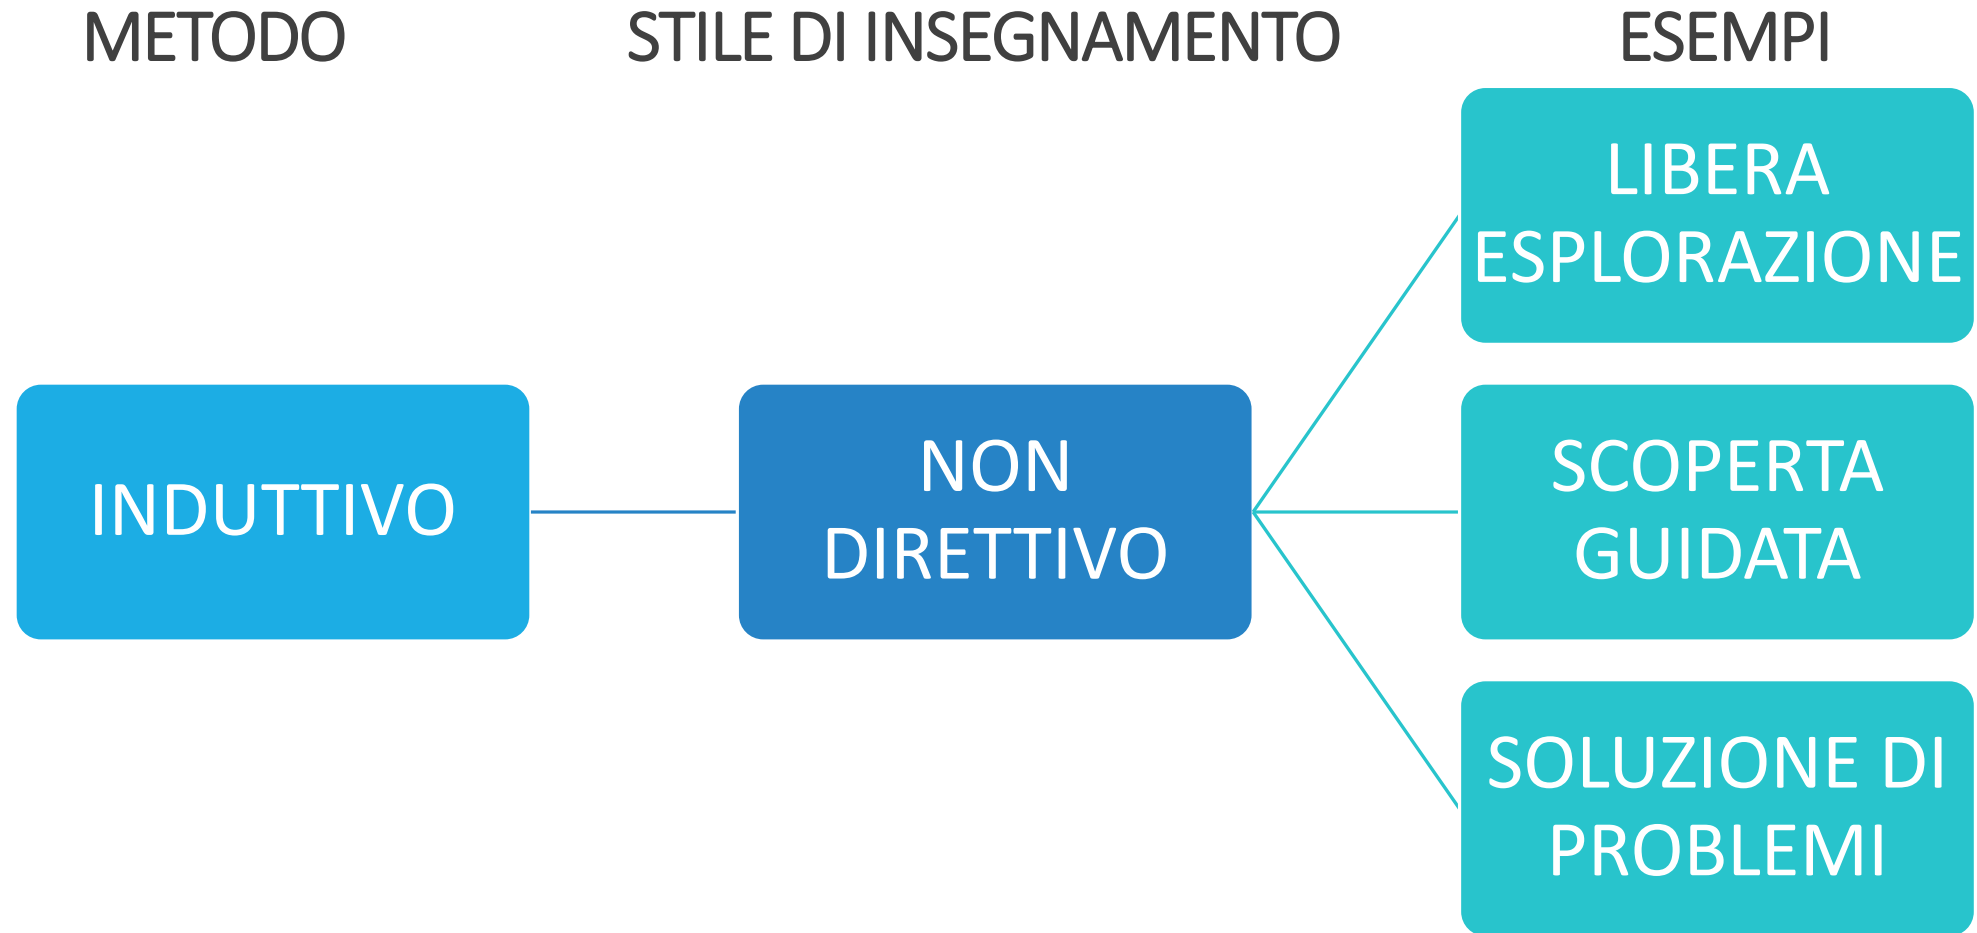 METODO
STILE DI INSEGNAMENTO
ESEMPI
INDUTTIVO
NON
DIRETTIVO
LIBERA
ESPLORAZIONE
SCOPERTA
GUIDATA
SOLUZIONE DI
PROBLEMI